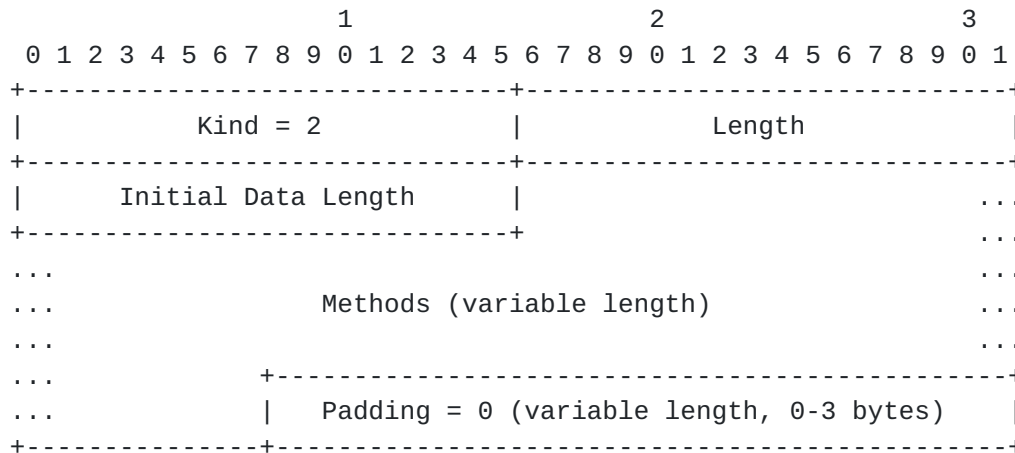 1                   2                   3
 0 1 2 3 4 5 6 7 8 9 0 1 2 3 4 5 6 7 8 9 0 1 2 3 4 5 6 7 8 9 0 1
+-------------------------------+-------------------------------+
|           Kind = 2            |            Length             |
+-------------------------------+-------------------------------+
|      Initial Data Length      |                             ...
+-------------------------------+                             ...
...                                                           ...
...                 Methods (variable length)                 ...
...                                                           ...
...             +-----------------------------------------------+
...             |   Padding = 0 (variable length, 0-3 bytes)    |
+---------------+-----------------------------------------------+